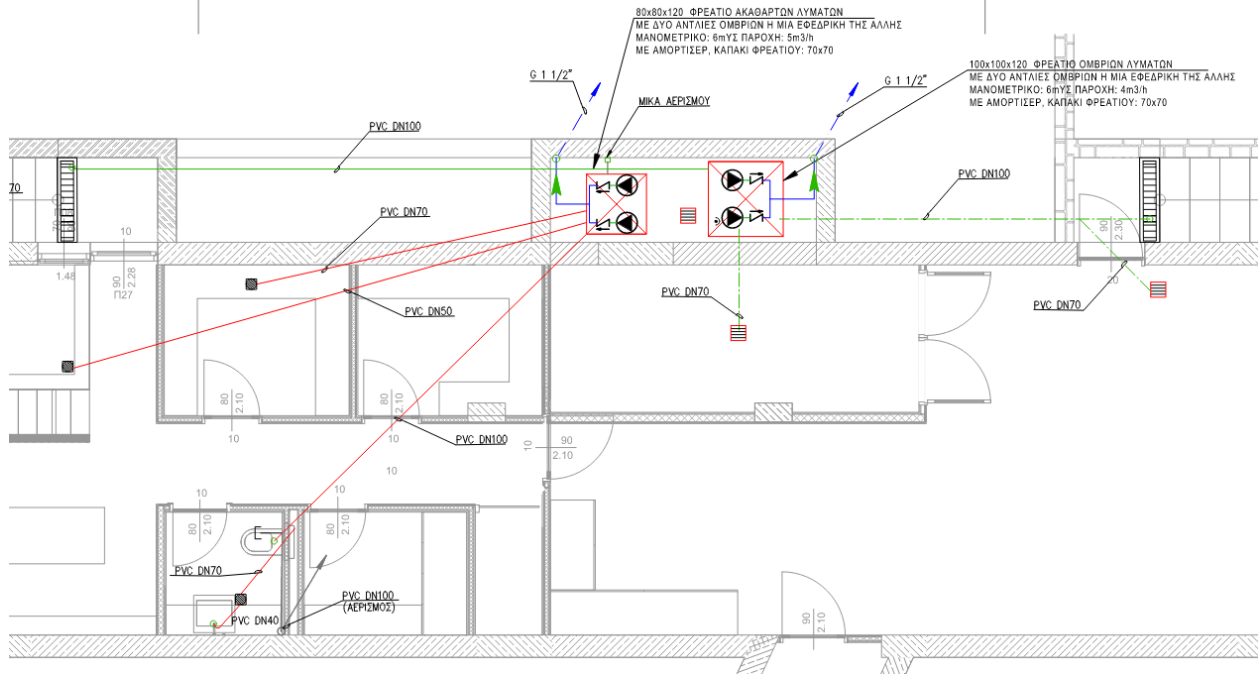 80x80x120 ΦΡΕΑΤΙΟ ΑΚΑΘΑΡΤΩΝ ΛΥΜΑΤΩΝ
ΜΕ ΔΥΟ ΑΝΤΛΙΕΣ ΟΜΒΡΙΩΝ Η ΜΙΑ ΕΦΕΔΡΙΚΗ ΤΗΣ ΑΛΛΗΣ
ΜΑΝΟΜΕΤΡΙΚΟ: 6mΥΣ ΠΑΡΟΧΗ: 5m3/h
ΜΕ ΑΜΟΡΤΙΣΕΡ, ΚΑΠΑΚΙ ΦΡΕΑΤΙΟΥ: 70x70
100x100x120 ΦΡΕΑΤΙΟ ΟΜΒΡΙΩΝ ΛΥΜΑΤΩΝ
ΜΕ ΔΥΟ ΑΝΤΛΙΕΣ ΟΜΒΡΙΩΝ Η ΜΙΑ ΕΦΕΔΡΙΚΗ ΤΗΣ ΑΛΛΗΣ
ΜΑΝΟΜΕΤΡΙΚΟ: 6mΥΣ ΠΑΡΟΧΗ: 4m3/h
ΜΕ ΑΜΟΡΤΙΣΕΡ, ΚΑΠΑΚΙ ΦΡΕΑΤΙΟΥ: 70x70
G 1 1/2"
G 1 1/2"
ΜΙΚΑ ΑΕΡΙΣΜΟΥ
PVC DN100
PVC DN100
70
PVC DN70
70
10
90
2.30
1.48
90
2.28
Π27
20
PVC DN70
PVC DN50
PVC DN70
80
2.10
10
80
2.10
10
PVC DN100
10
90
2.10
10
10
80
2.10
10
80
2.10
PVC DN70
PVC DN100
(ΑΕΡΙΣΜΟΣ)
PVC DN40
90
2.10